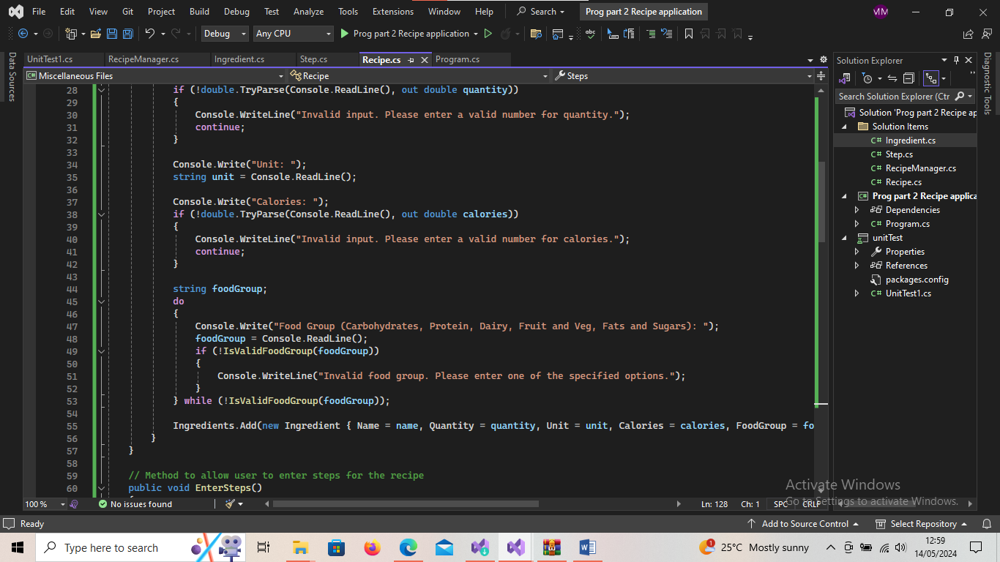 File Edit View Git Project Build Debug Test Analyze Tools Extensions Window Help Search Prog part 2 Recipe application MM
Debug Any CPU Prog part 2 Recipe application
UnitTest1.cs RecipeManager.cs Ingredient.cs Step.cs Recipe.cs Program.cs
Data Sources
C# Miscellaneous Files Recipe Steps
28 if (!double.TryParse(Console.ReadLine(), out double quantity))
29 {
30 Console.WriteLine("Invalid input. Please enter a valid number for quantity.");
31 continue;
32 }
33
34 Console.Write("Unit: ");
35 string unit = Console.ReadLine();
36
37 Console.Write("Calories: ");
38 if (!double.TryParse(Console.ReadLine(), out double calories))
39 {
40 Console.WriteLine("Invalid input. Please enter a valid number for calories.");
41 continue;
42 }
43
44 string foodGroup;
45 do
46 {
47 Console.Write("Food Group (Carbohydrates, Protein, Dairy, Fruit and Veg, Fats and Sugars): ");
48 foodGroup = Console.ReadLine();
49 if (!IsValidFoodGroup(foodGroup))
50 {
51 Console.WriteLine("Invalid food group. Please enter one of the specified options.");
52 }
53 } while (!IsValidFoodGroup(foodGroup));
54
55 Ingredients.Add(new Ingredient { Name = name, Quantity = quantity, Unit = unit, Calories = calories, FoodGroup = fo
56 }
57 }
58
59 // Method to allow user to enter steps for the recipe
60 public void EnterSteps()
100 % No issues found Ln: 128 Ch: 1 SPC CRLF
Solution Explorer
Search Solution Explorer (Ctr
Solution 'Prog part 2 Recipe ap
Solution Items
C# Ingredient.cs
C# Step.cs
C# RecipeManager.cs
C# Recipe.cs
C# Prog part 2 Recipe applica
Dependencies
C# Program.cs
unitTest
Properties
References
packages.config
C# UnitTest1.cs
Diagnostic Tools
Activate Windows
Go to Settings to activate Windows.
Ready Add to Source Control Select Repository
Type here to search 25°C Mostly sunny 12:59
14/05/2024